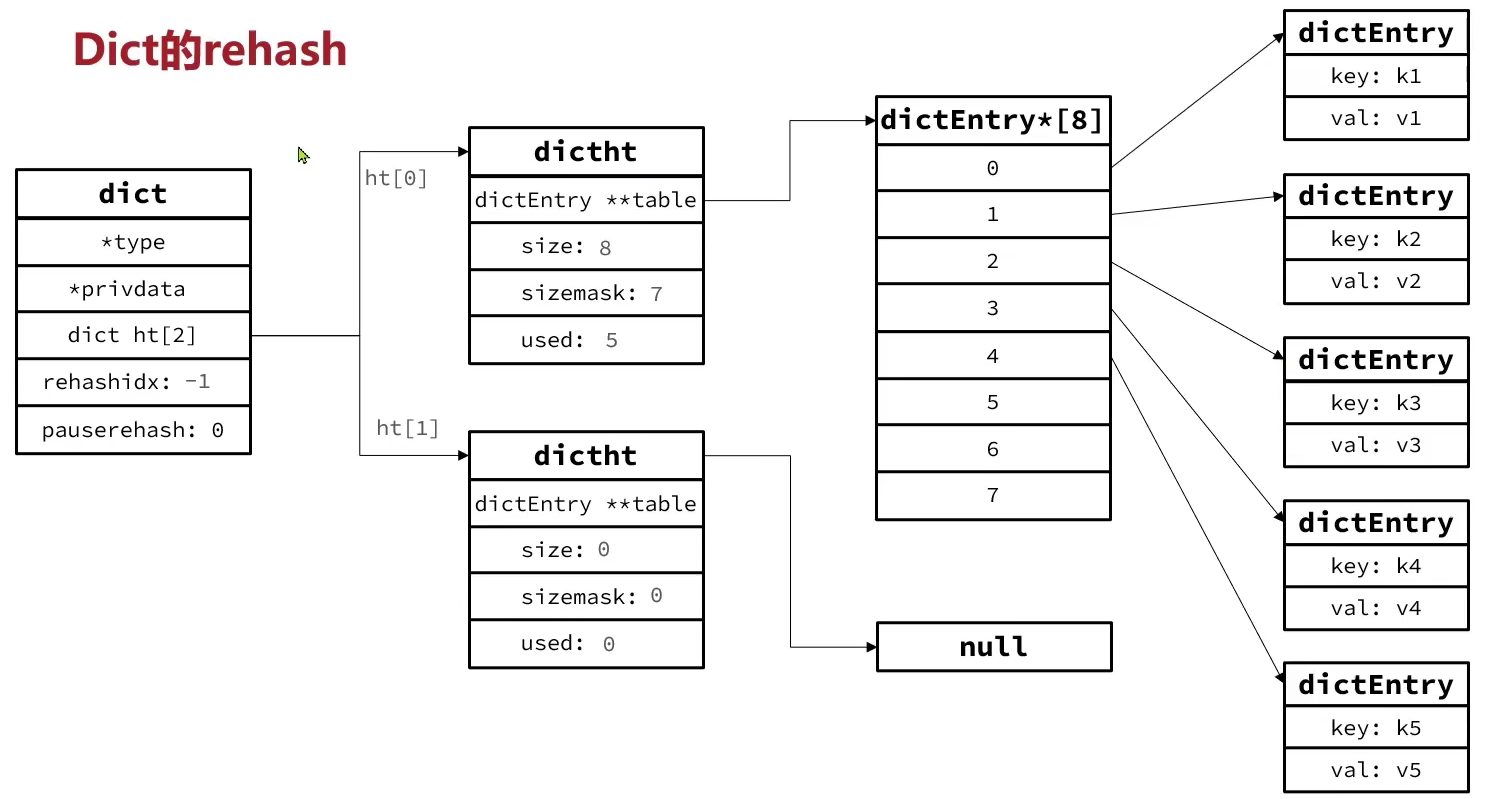 Dict的rehash
dict
*type
*privdata
dict ht[2]
rehashidx: -1
pauserehash: 0
ht[0]
dictht
dictEntry **table
size: 8
sizemask: 7
used: 5
ht[1]
dictht
dictEntry **table
size: 0
sizemask: 0
used: 0
dictEntry*[8]
0
1
2
3
4
5
6
7
null
dictEntry
key: k1
val: v1
dictEntry
key: k2
val: v2
dictEntry
key: k3
val: v3
dictEntry
key: k4
val: v4
dictEntry
key: k5
val: v5